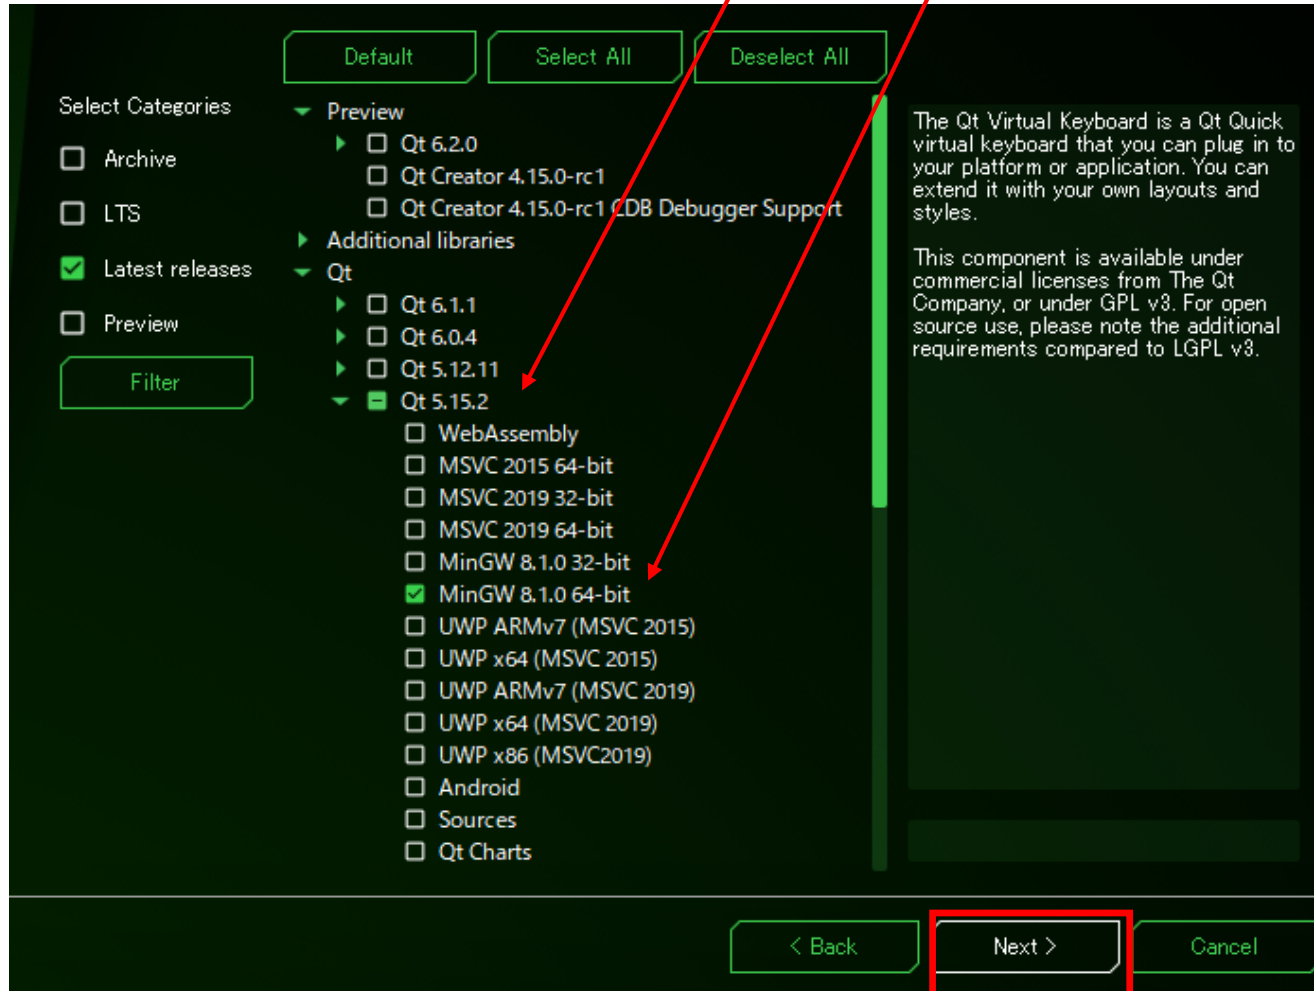 Default
Select All
Deselect All
Select Categories
Archive
LTS
Latest releases
Preview
Filter
Preview
Qt 6.2.0
Qt Creator 4.15.0-rc1
Qt Creator 4.15.0-rc1 CDB Debugger Support
Additional libraries
Qt
Qt 6.1.1
Qt 6.0.4
Qt 5.12.11
Qt 5.15.2
WebAssembly
MSVC 2015 64-bit
MSVC 2019 32-bit
MSVC 2019 64-bit
MinGW 8.1.0 32-bit
MinGW 8.1.0 64-bit
UWP ARMv7 (MSVC 2015)
UWP x64 (MSVC 2015)
UWP ARMv7 (MSVC 2019)
UWP x64 (MSVC 2019)
UWP x86 (MSVC2019)
Android
Sources
Qt Charts
The Qt Virtual Keyboard is a Qt Quick
virtual keyboard that you can plug in to
your platform or application. You can
extend it with your own layouts and
styles.
This component is available under
commercial licenses from The Qt
Company, or under GPL v3. For open
source use, please note the additional
requirements compared to LGPL v3.
< Back
Next >
Cancel